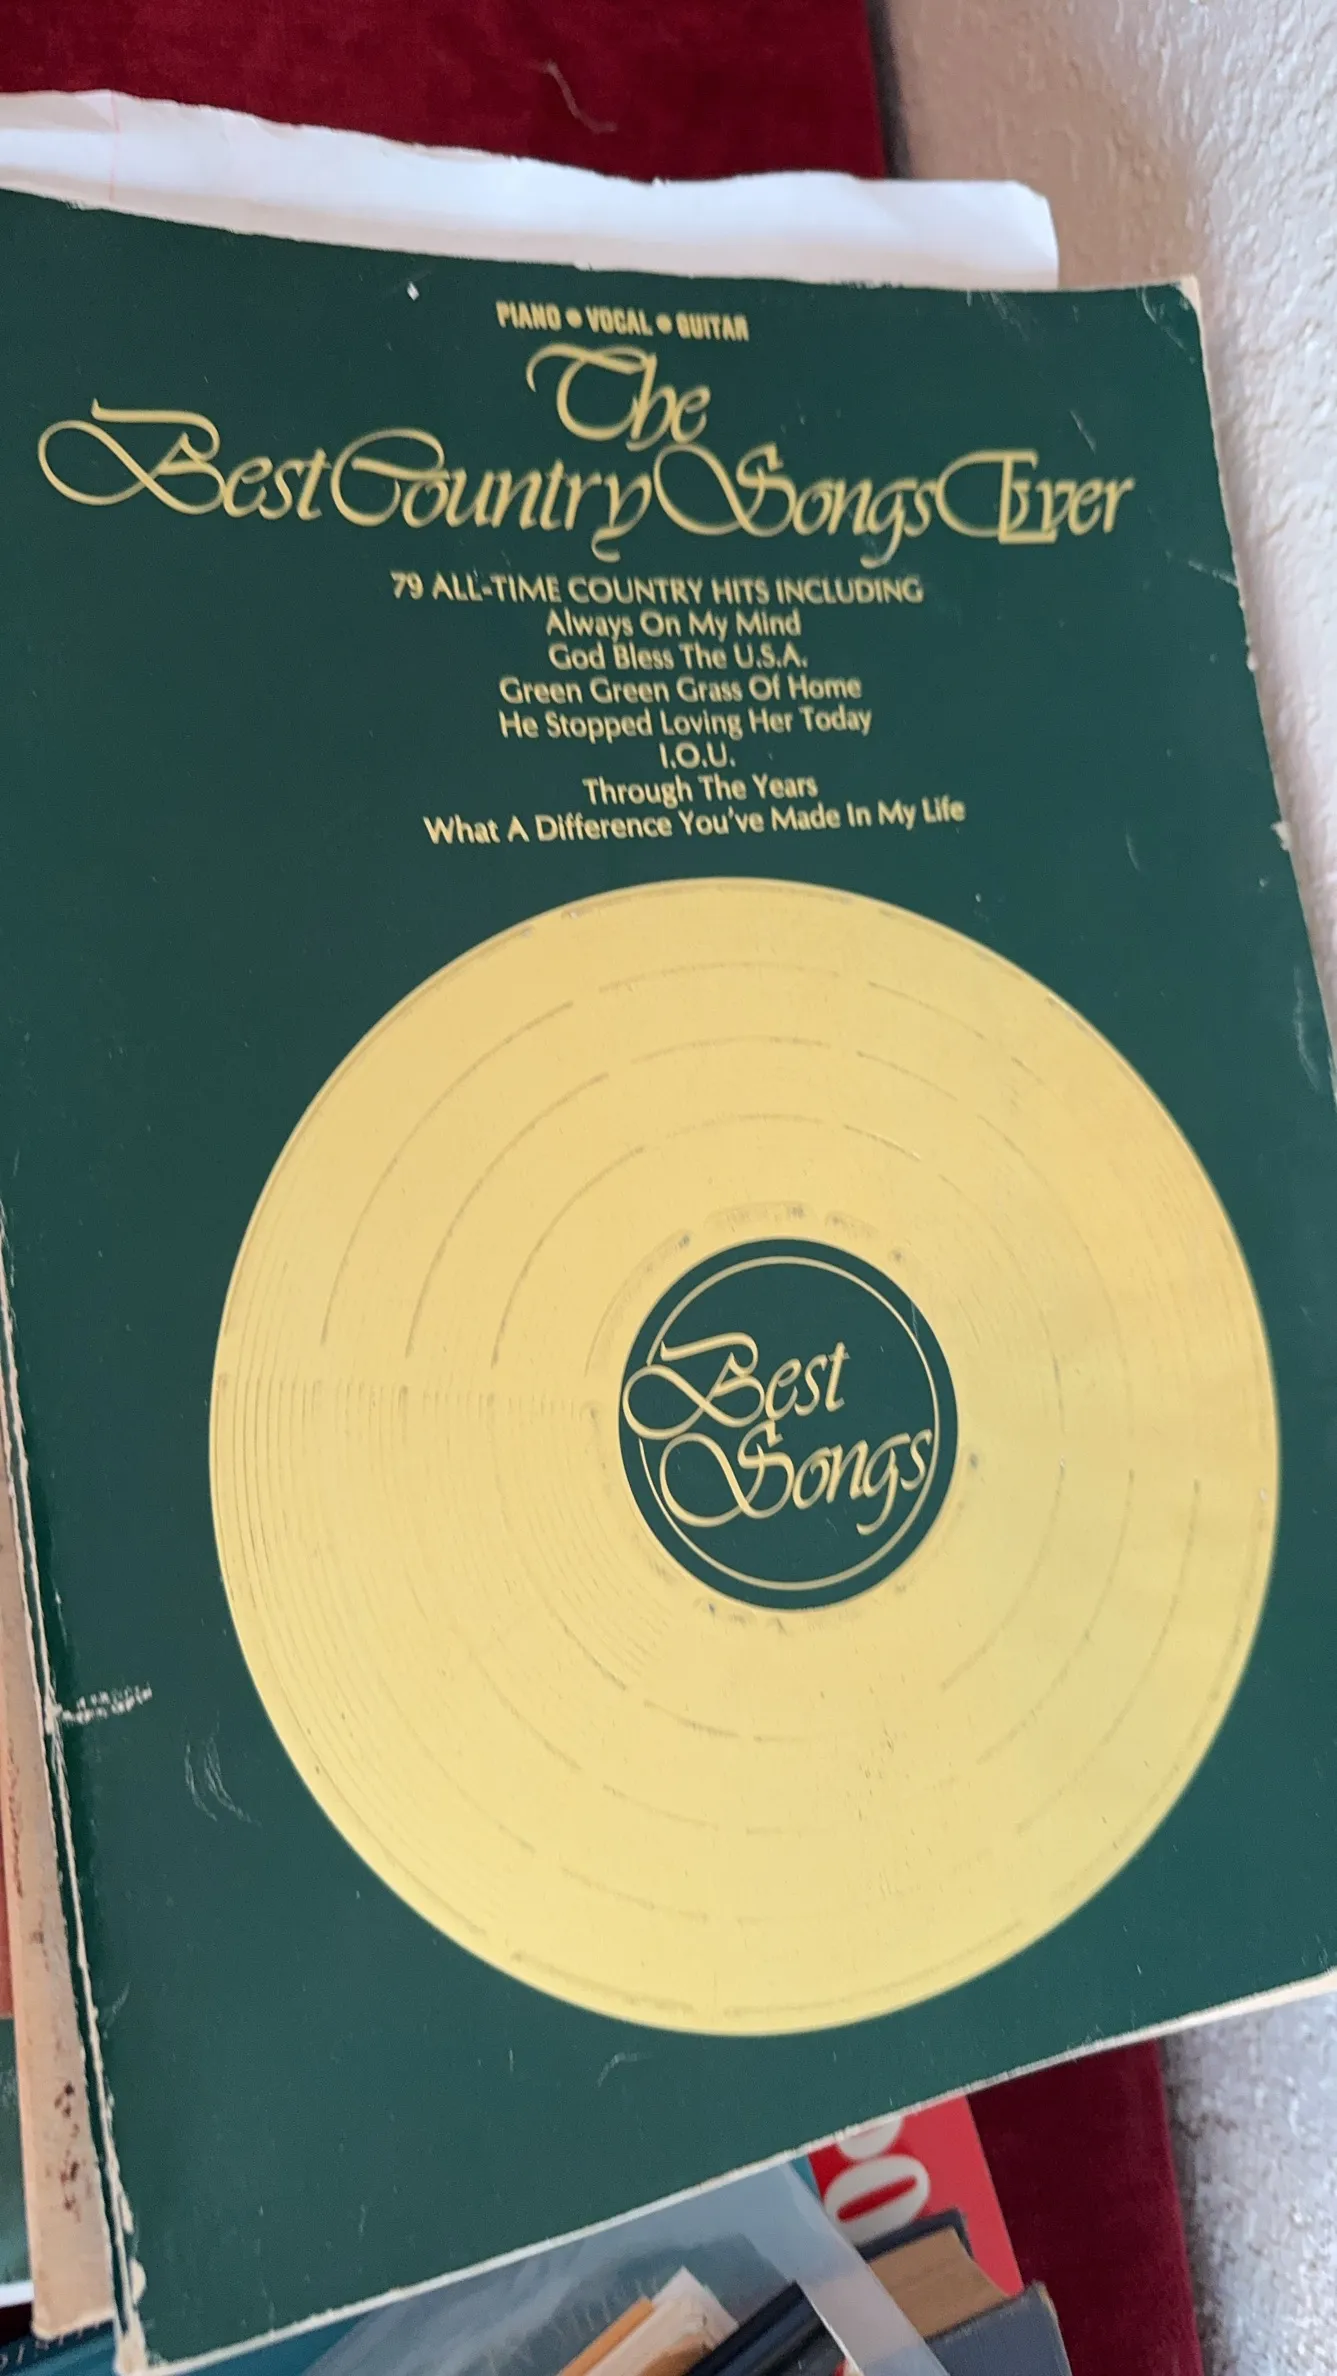 PIANO • VOCAL • GUITAR
The
Best Country Songs Ever
79 ALL-TIME COUNTRY HITS INCLUDING
Always On My Mind
God Bless The U.S.A.
Green Green Grass Of Home
He Stopped Loving Her Today
I.O.U.
Through The Years
What A Difference You've Made In My Life
Best
Songs